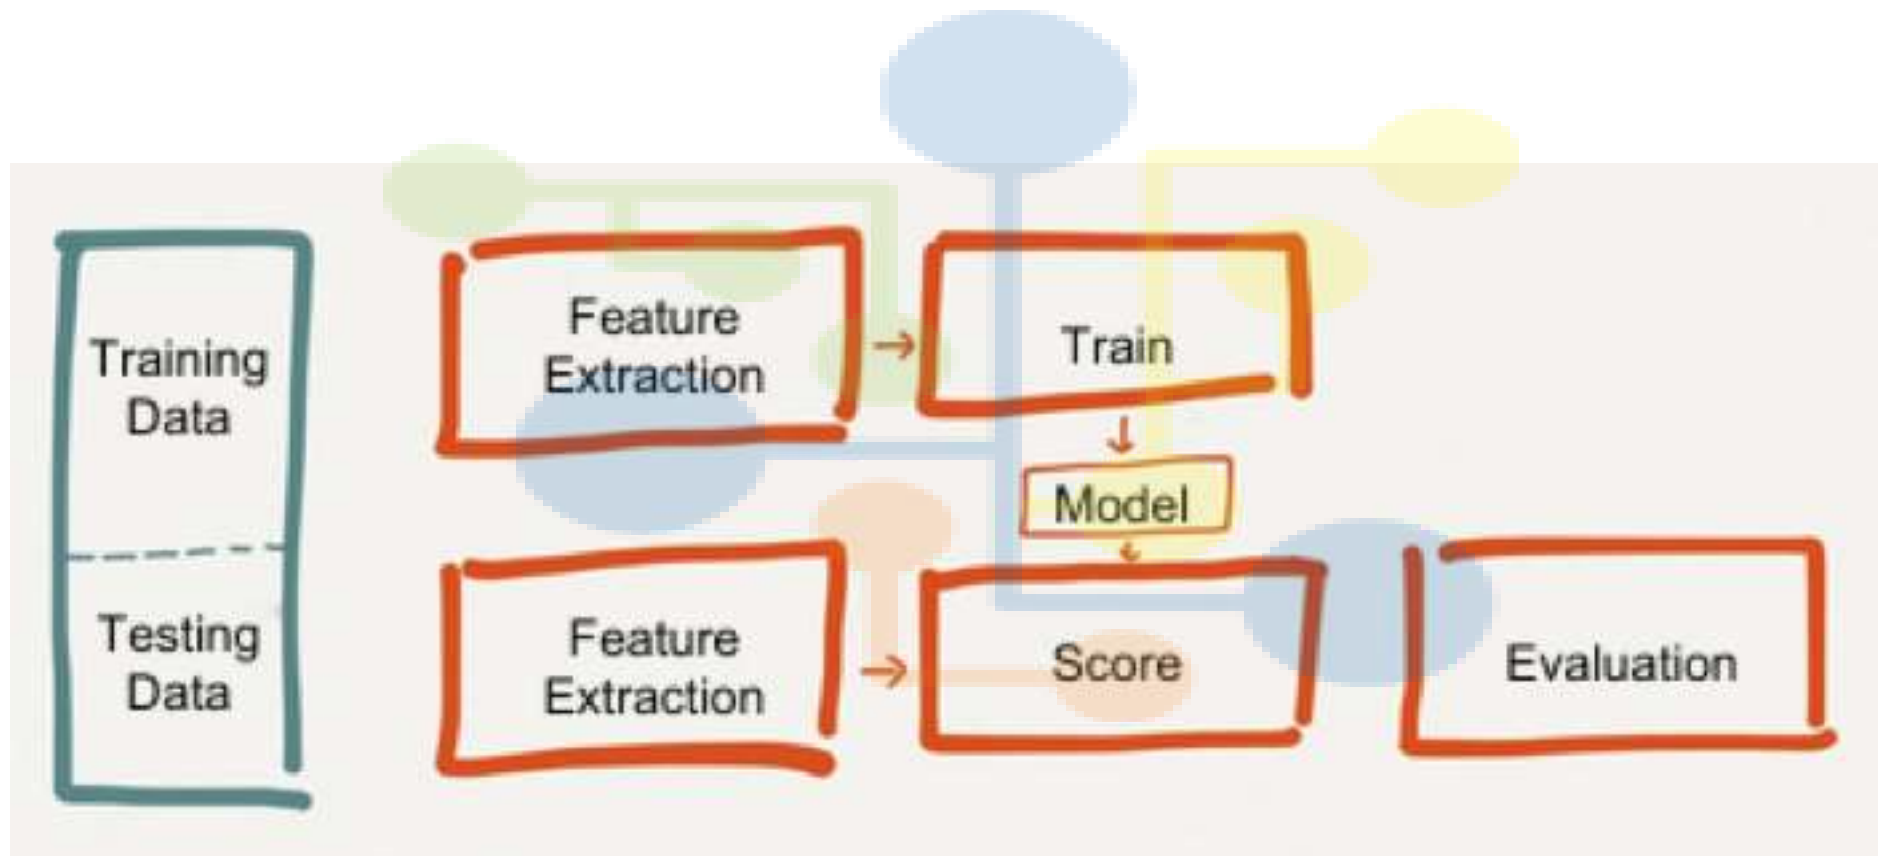 Training
Data
Feature
Extraction
Train
Model
Testing
Data
Feature
Extraction
Score
Evaluation